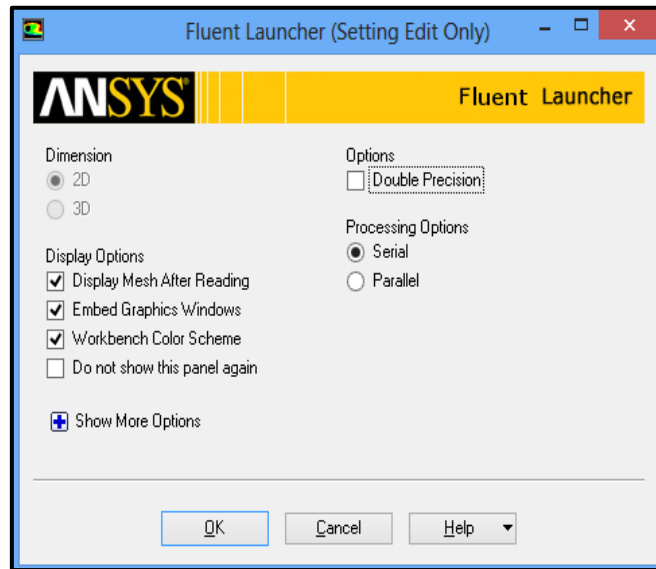 Fluent Launcher (Setting Edit Only)
ANSYS
Fluent Launcher
Dimension
2D
3D
Display Options
Display Mesh After Reading
Embed Graphics Windows
Workbench Color Scheme
Do not show this panel again
Show More Options
Options
Double Precision
Processing Options
Serial
Parallel
OK
Cancel
Help